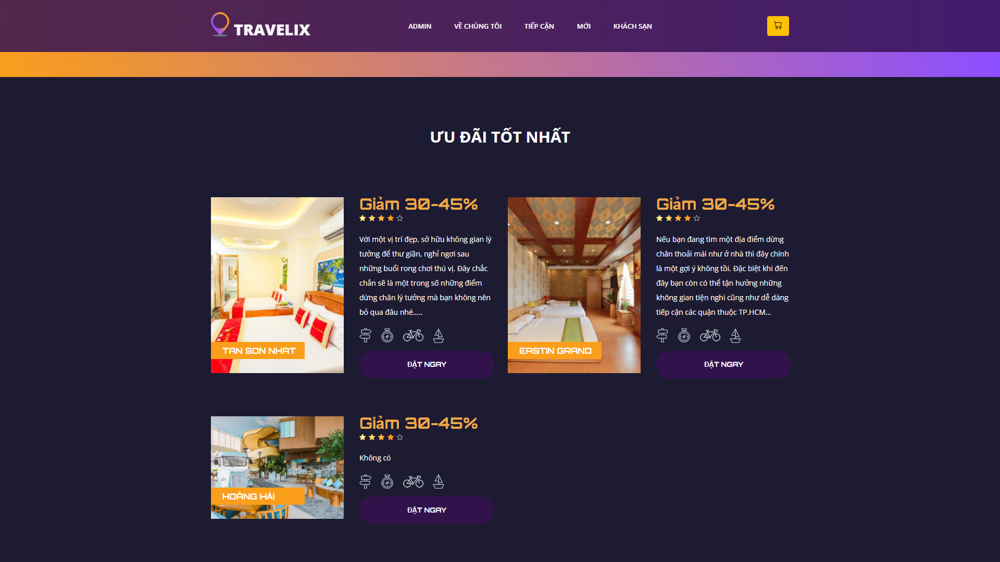 TRAVELIX
ADMIN
VỀ CHÚNG TÔI
TIẾP CẬN
MỚI
KHÁCH SẠN
ƯU ĐÃI TỐT NHẤT
TAN SON NHAT
Giảm 30-45%
Với một vị trí đẹp, sở hữu không gian lý
tưởng để thư giãn, nghỉ ngơi sau
những buổi rong chơi thú vị. Đây chắc
chắn sẽ là một trong số những điểm
dừng chân lý tưởng mà bạn không nên
bỏ qua đâu nhé.....
ĐẶT NGAY
EASTIN GRAND
Giảm 30-45%
Nếu bạn đang tìm một địa điểm dừng
chân thoải mái như ở nhà thì đây chính
là một gợi ý không tồi. Đặc biệt khi đến
đây bạn còn có thể tận hưởng những
không gian tiện nghi cũng như dễ dàng
tiếp cận các quận thuộc TP.HCM...
ĐẶT NGAY
HOÀNG HẢI
Giảm 30-45%
Không có
ĐẶT NGAY